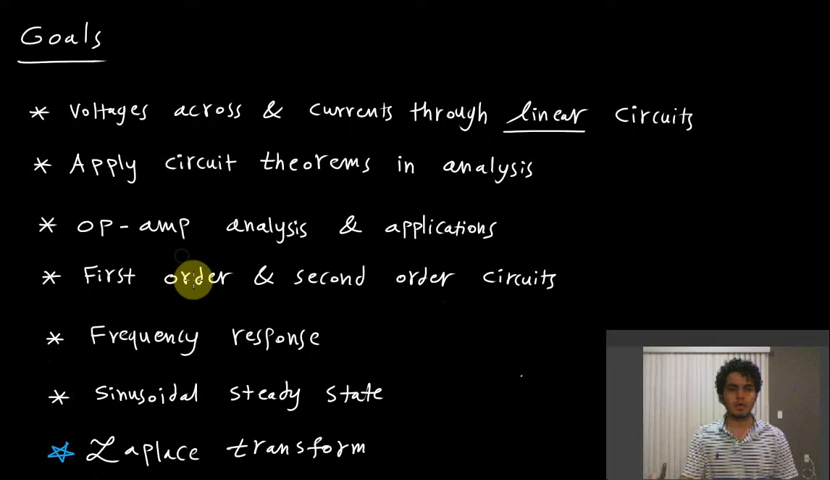 Goals
* Voltages across & currents through linear circuits
* Apply circuit theorems in analysis
* Op-amp analysis & applications
* First order & second order circuits
* Frequency response
* Sinusoidal steady state
☆ Laplace transform